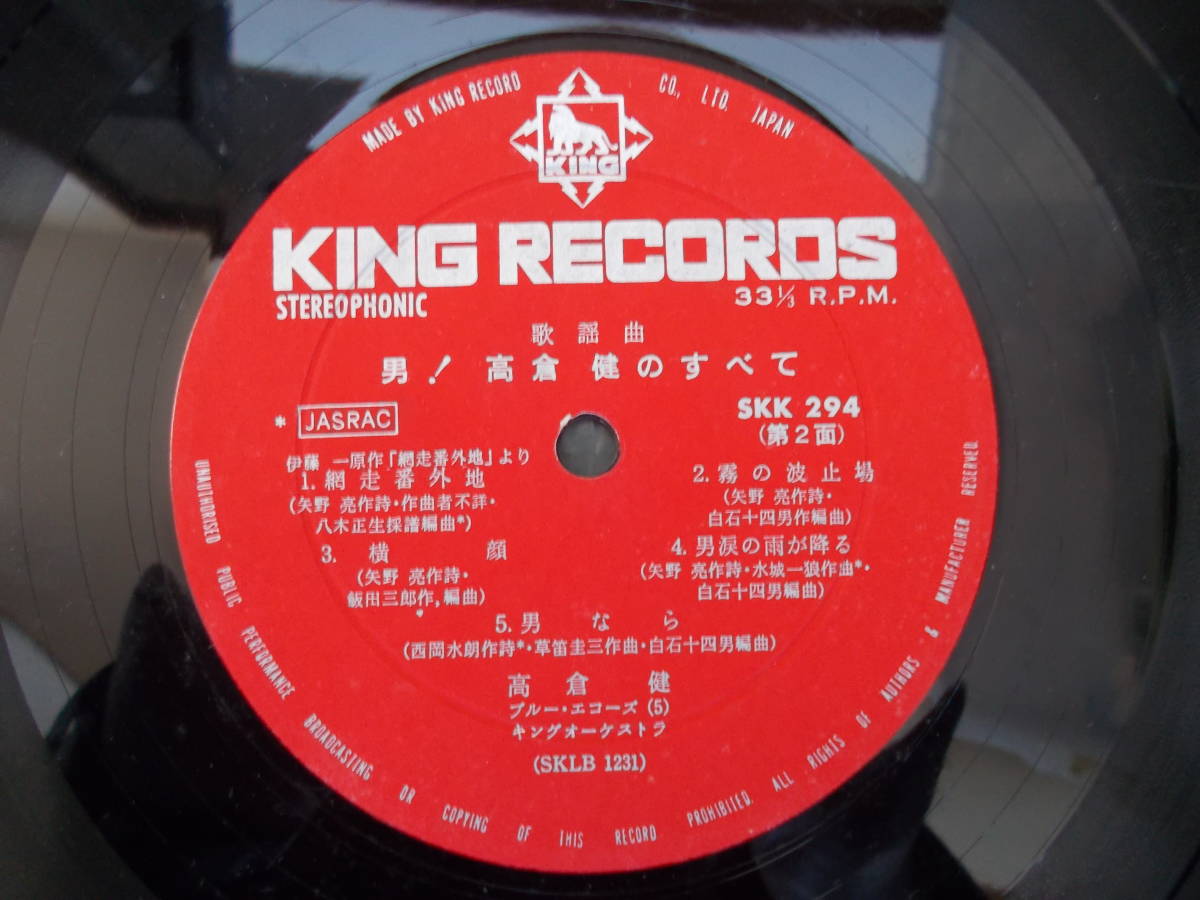 MADE BY KING RECORD CO., LTD. JAPAN
KING
KING RECORDS
STEREOPHONIC
33 1/3 R.P.M.
歌謡曲
男! 高倉健のすべて
* JASRAC
SKK 294
(第2面)
伊藤 一原作「網走番外地」より
1. 網走番外地
(矢野 亮作詩・作曲者不詳・
八木正生採譜編曲*)
2. 霧の波止場
(矢野 亮作詩・
白石十四男作編曲)
3. 横顔
(矢野 亮作詩・
飯田三郎作,編曲)
4. 男涙の雨が降る
(矢野 亮作詩・水城一狼作曲*・
白石十四男編曲)
5. 男なら
(西岡水朗作詩*・草笛圭三作曲・白石十四男編曲)
高倉健
ブルー・エコーズ (5)
キングオーケストラ
(SKLB 1231)
UNAUTHORISED PUBLIC PERFORMANCE BROADCASTING OR COPYING OF THIS RECORD PROHIBITED. ALL RIGHTS OF AUTHORS & MANUFACTURER RESERVED.